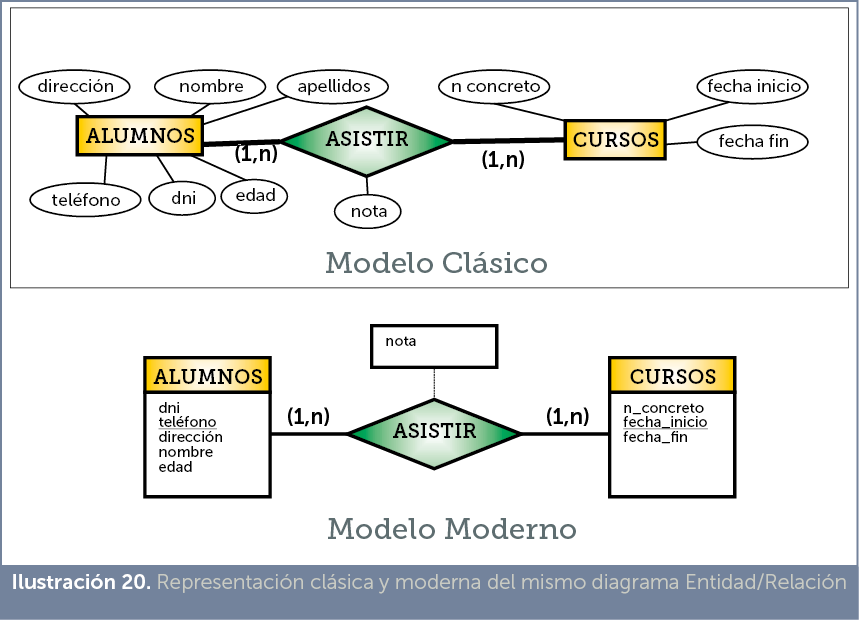 dirección
nombre
apellidos
n concreto
fecha inicio
ALUMNOS
ASISTIR
CURSOS
(1,n)
(1,n)
fecha fin
teléfono
dni
edad
nota
Modelo Clásico
nota
ALUMNOS
dni
teléfono
dirección
nombre
edad
(1,n)
ASISTIR
(1,n)
CURSOS
n_concreto
fecha_inicio
fecha_fin
Modelo Moderno
Ilustración 20. Representación clásica y moderna del mismo diagrama Entidad/Relación